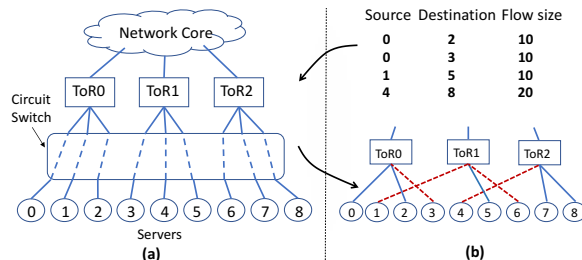 Network Core
ToR0 ToR1 ToR2
Circuit
Switch
0 1 2 3 4 5 6 7 8
Servers
(a)
Source Destination Flow size
0 2 10
0 3 10
1 5 10
4 8 20
ToR0 ToR1 ToR2
0 1 2 3 4 5 6 7 8
(b)